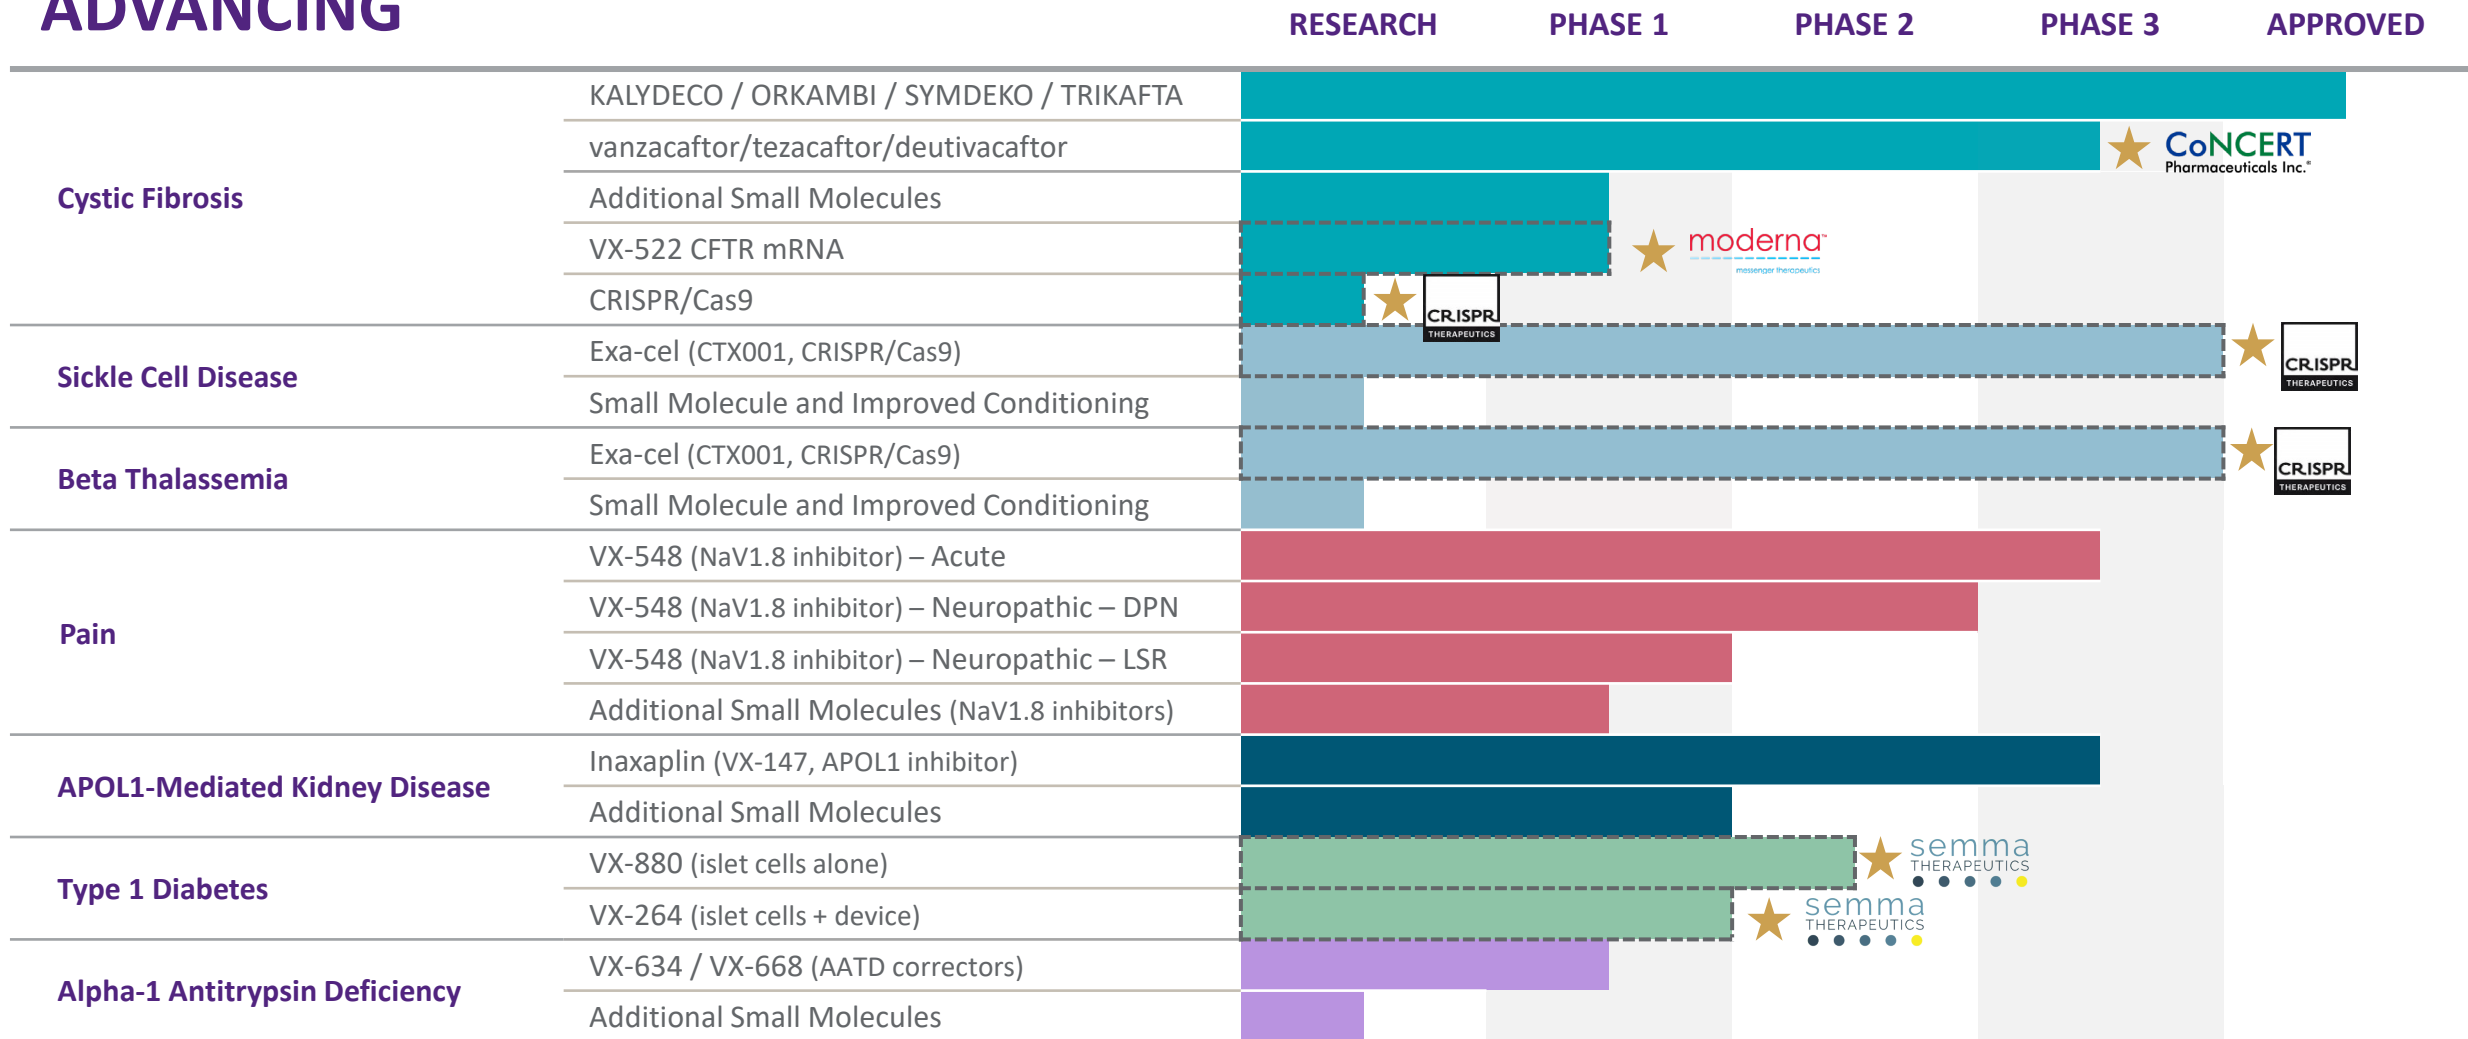 ADVANCING
RESEARCH PHASE 1 PHASE 2 PHASE 3 APPROVED
Cystic Fibrosis
KALYDECO / ORKAMBI / SYMDEKO / TRIKAFTA
vanzacaftor/tezacaftor/deutivacaftor
CoNCERT
Pharmaceuticals Inc.®
Additional Small Molecules
VX-522 CFTR mRNA
moderna™
messenger therapeutics
CRISPR/Cas9
CRISPR
THERAPEUTICS
Sickle Cell Disease
Exa-cel (CTX001, CRISPR/Cas9)
CRISPR
THERAPEUTICS
Small Molecule and Improved Conditioning
Beta Thalassemia
Exa-cel (CTX001, CRISPR/Cas9)
CRISPR
THERAPEUTICS
Small Molecule and Improved Conditioning
Pain
VX-548 (NaV1.8 inhibitor) – Acute
VX-548 (NaV1.8 inhibitor) – Neuropathic – DPN
VX-548 (NaV1.8 inhibitor) – Neuropathic – LSR
Additional Small Molecules (NaV1.8 inhibitors)
APOL1-Mediated Kidney Disease
Inaxaplin (VX-147, APOL1 inhibitor)
Additional Small Molecules
Type 1 Diabetes
VX-880 (islet cells alone)
semma
THERAPEUTICS
VX-264 (islet cells + device)
semma
THERAPEUTICS
Alpha-1 Antitrypsin Deficiency
VX-634 / VX-668 (AATD correctors)
Additional Small Molecules